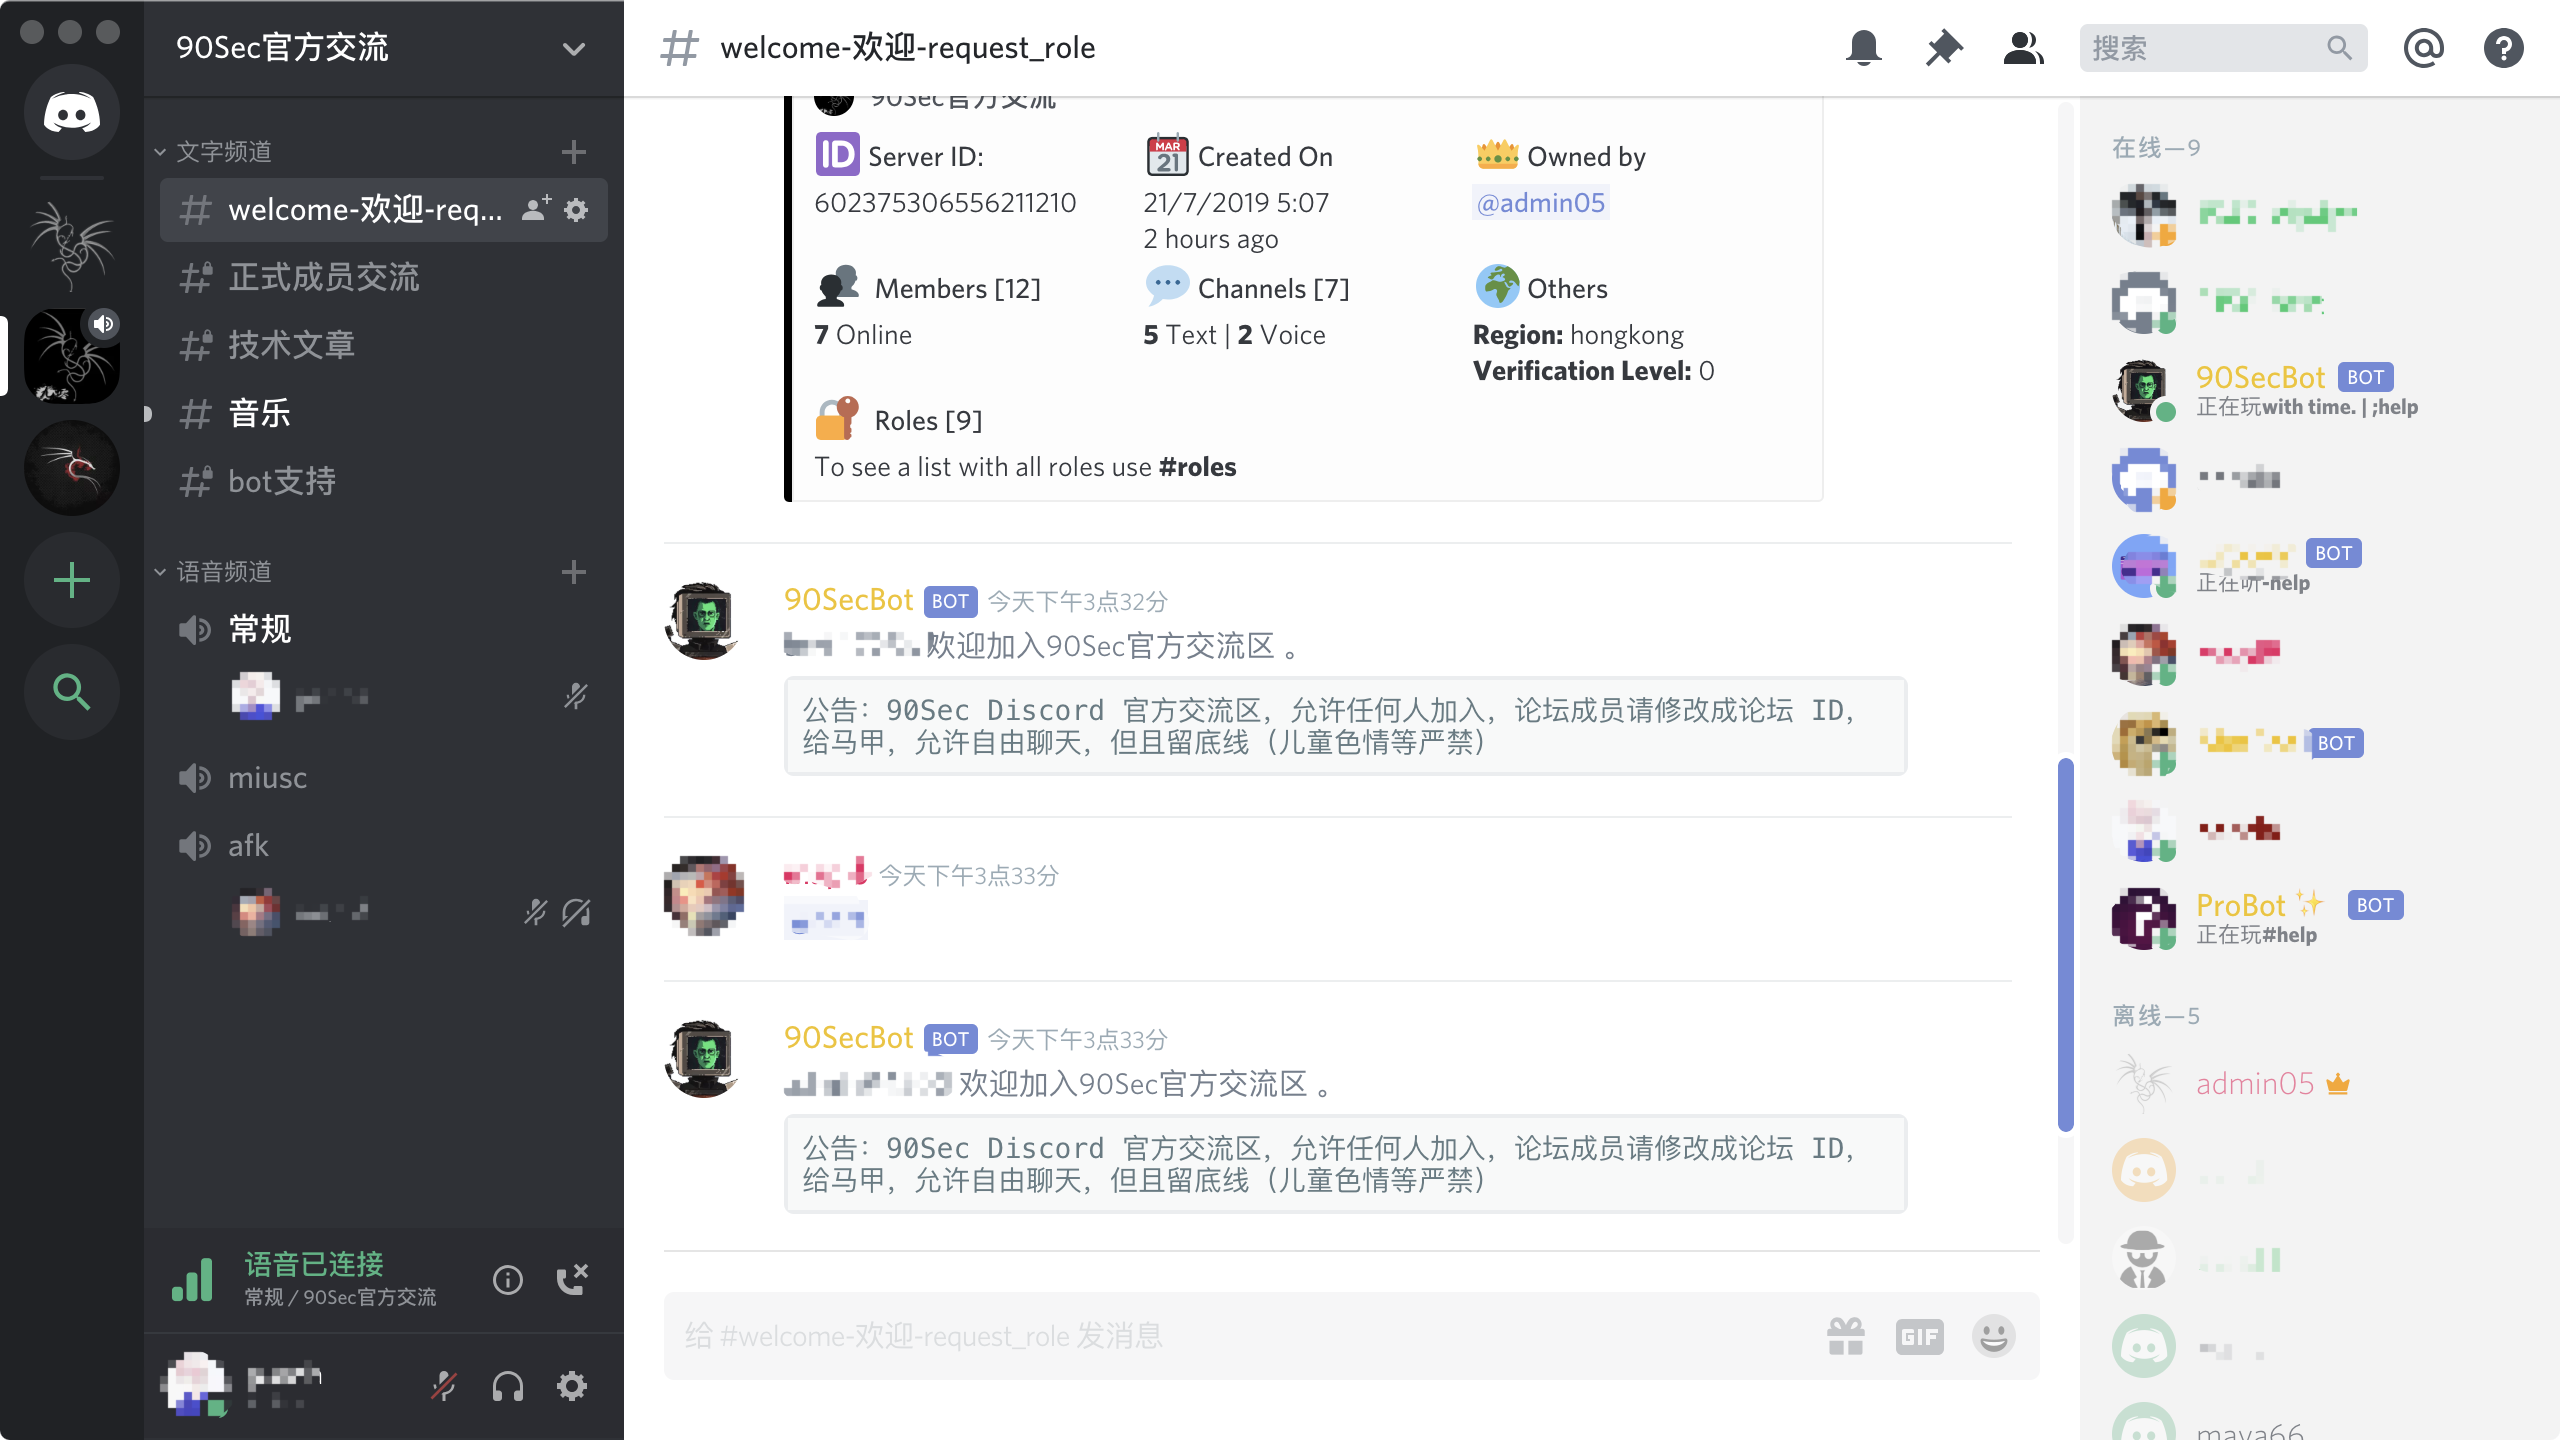 90Sec官方交流
文字频道
welcome-欢迎-req...
正式成员交流
技术文章
音乐
bot支持
语音频道
常规
miusc
afk
语音已连接
常规 / 90Sec官方交流
welcome-欢迎-request_role
搜索
90Sec官方交流
ID Server ID:
602375306556211210
MAR 21 Created On
21/7/2019 5:07
2 hours ago
Owned by
@admin05
Members [12]
7 Online
Channels [7]
5 Text | 2 Voice
Others
Region: hongkong
Verification Level: 0
Roles [9]
To see a list with all roles use #roles
90SecBot BOT 今天下午3点32分
欢迎加入90Sec官方交流区 。
公告：90Sec Discord 官方交流区，允许任何人加入，论坛成员请修改成论坛 ID，
给马甲，允许自由聊天，但且留底线（儿童色情等严禁）
今天下午3点33分
90SecBot BOT 今天下午3点33分
欢迎加入90Sec官方交流区 。
公告：90Sec Discord 官方交流区，允许任何人加入，论坛成员请修改成论坛 ID，
给马甲，允许自由聊天，但且留底线（儿童色情等严禁）
给 #welcome-欢迎-request_role 发消息
GIF
在线—9
90SecBot BOT
正在玩with time. | ;help
BOT
正在听-help
BOT
ProBot ✨ BOT
正在玩#help
离线—5
admin05
maya66